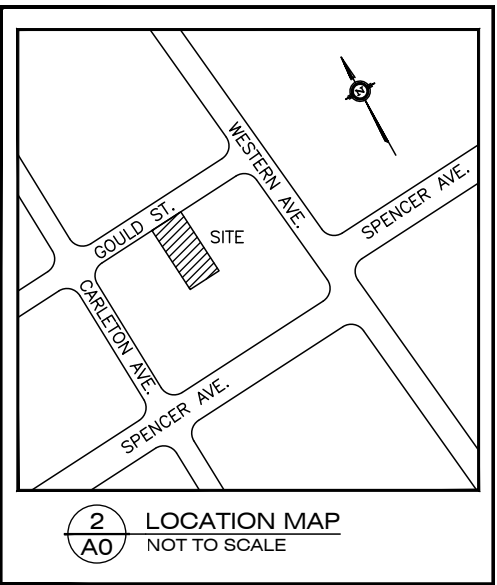 WESTERN AVE.
SPENCER AVE.
GOULD ST.
SITE
N
CARLETON AVE.
SPENCER AVE.
2
A0
LOCATION MAP
NOT TO SCALE